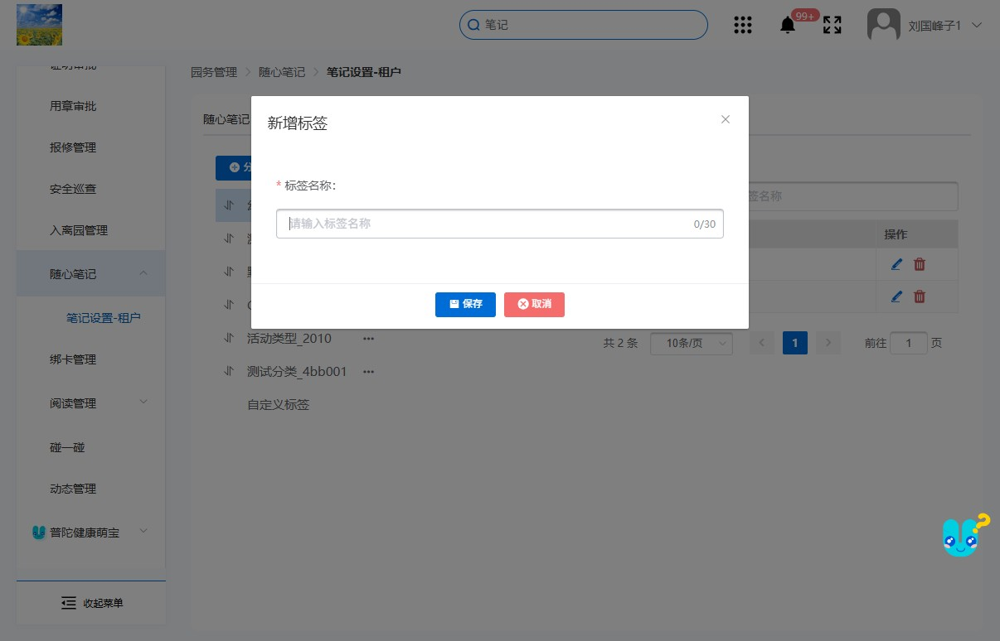 笔记
99+
刘国峰子1
园务管理 > 随心笔记 > 笔记设置-租户
用章审批
报修管理
安全巡查
入离园管理
随心笔记
笔记设置-租户
绑卡管理
阅读管理
碰一碰
动态管理
普陀健康萌宝
收起菜单
随心笔记
新增标签
* 标签名称:
请输入标签名称
0/30
保存
取消
签名称
操作
活动类型_2010
测试分类_4bb001
自定义标签
共 2 条
10条/页
1
前往 1 页